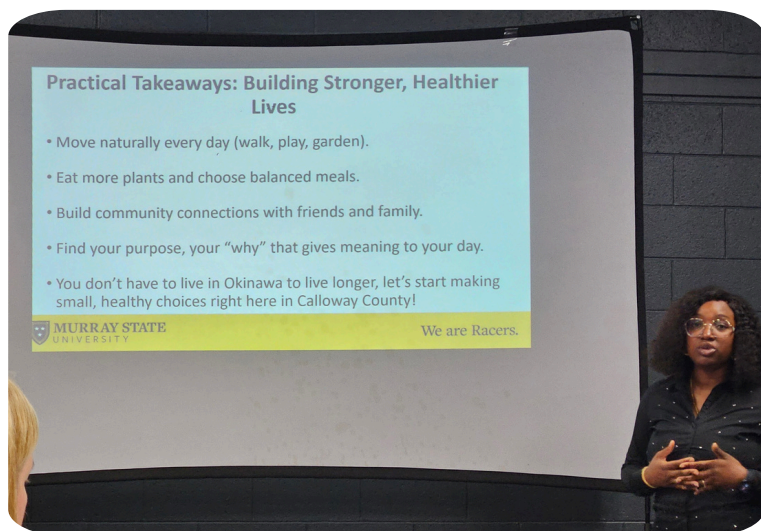 Practical Takeaways: Building Stronger, Healthier
Lives
• Move naturally every day (walk, play, garden).
• Eat more plants and choose balanced meals.
• Build community connections with friends and family.
• Find your purpose, your “why” that gives meaning to your day.
• You don’t have to live in Okinawa to live longer, let’s start making
small, healthy choices right here in Calloway County!
MURRAY STATE
UNIVERSITY
We are Racers.